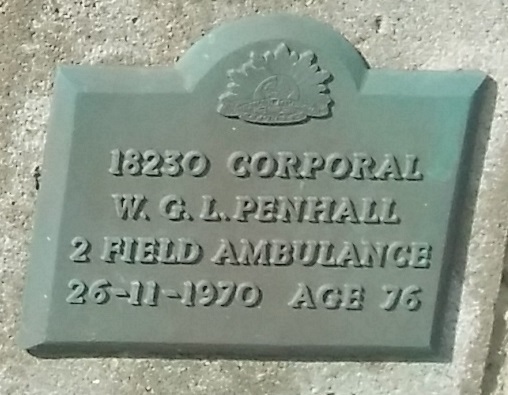 18230 CORPORAL
W. G. L. PENHALL
2 FIELD AMBULANCE
26-11-1970 AGE 76